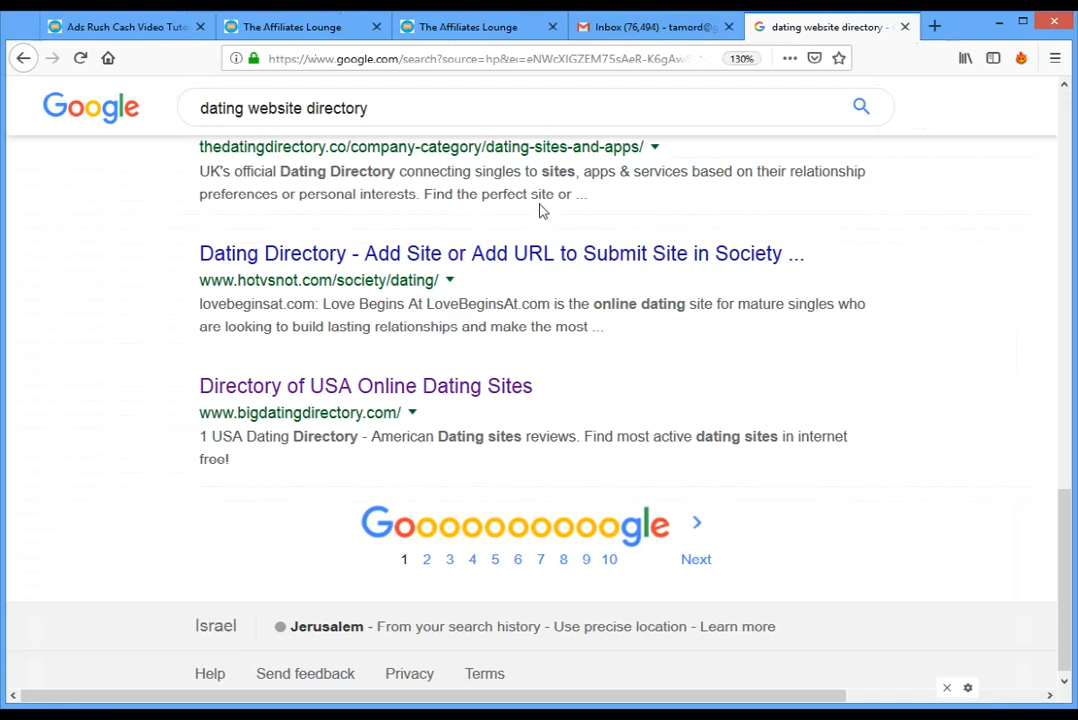 Ads Rush Cash Video Tuto
The Affiliates Lounge
The Affiliates Lounge
Inbox (76,494) - tamord@g
dating website directory -
https://www.google.com/search?source=hp&ei=eNWcXIGZEM75sAeR-K6gAw8
130%
Google
dating website directory
thedatingdirectory.co/company-category/dating-sites-and-apps/
UK's official Dating Directory connecting singles to sites, apps & services based on their relationship
preferences or personal interests. Find the perfect site or ...
Dating Directory - Add Site or Add URL to Submit Site in Society ...
www.hotvsnot.com/society/dating/
lovebeginsat.com: Love Begins At LoveBeginsAt.com is the online dating site for mature singles who
are looking to build lasting relationships and make the most ...
Directory of USA Online Dating Sites
www.bigdatingdirectory.com/
1 USA Dating Directory - American Dating sites reviews. Find most active dating sites in internet
free!
Goooooooooogle
1 2 3 4 5 6 7 8 9 10 Next
Israel
Jerusalem - From your search history - Use precise location - Learn more
Help Send feedback Privacy Terms